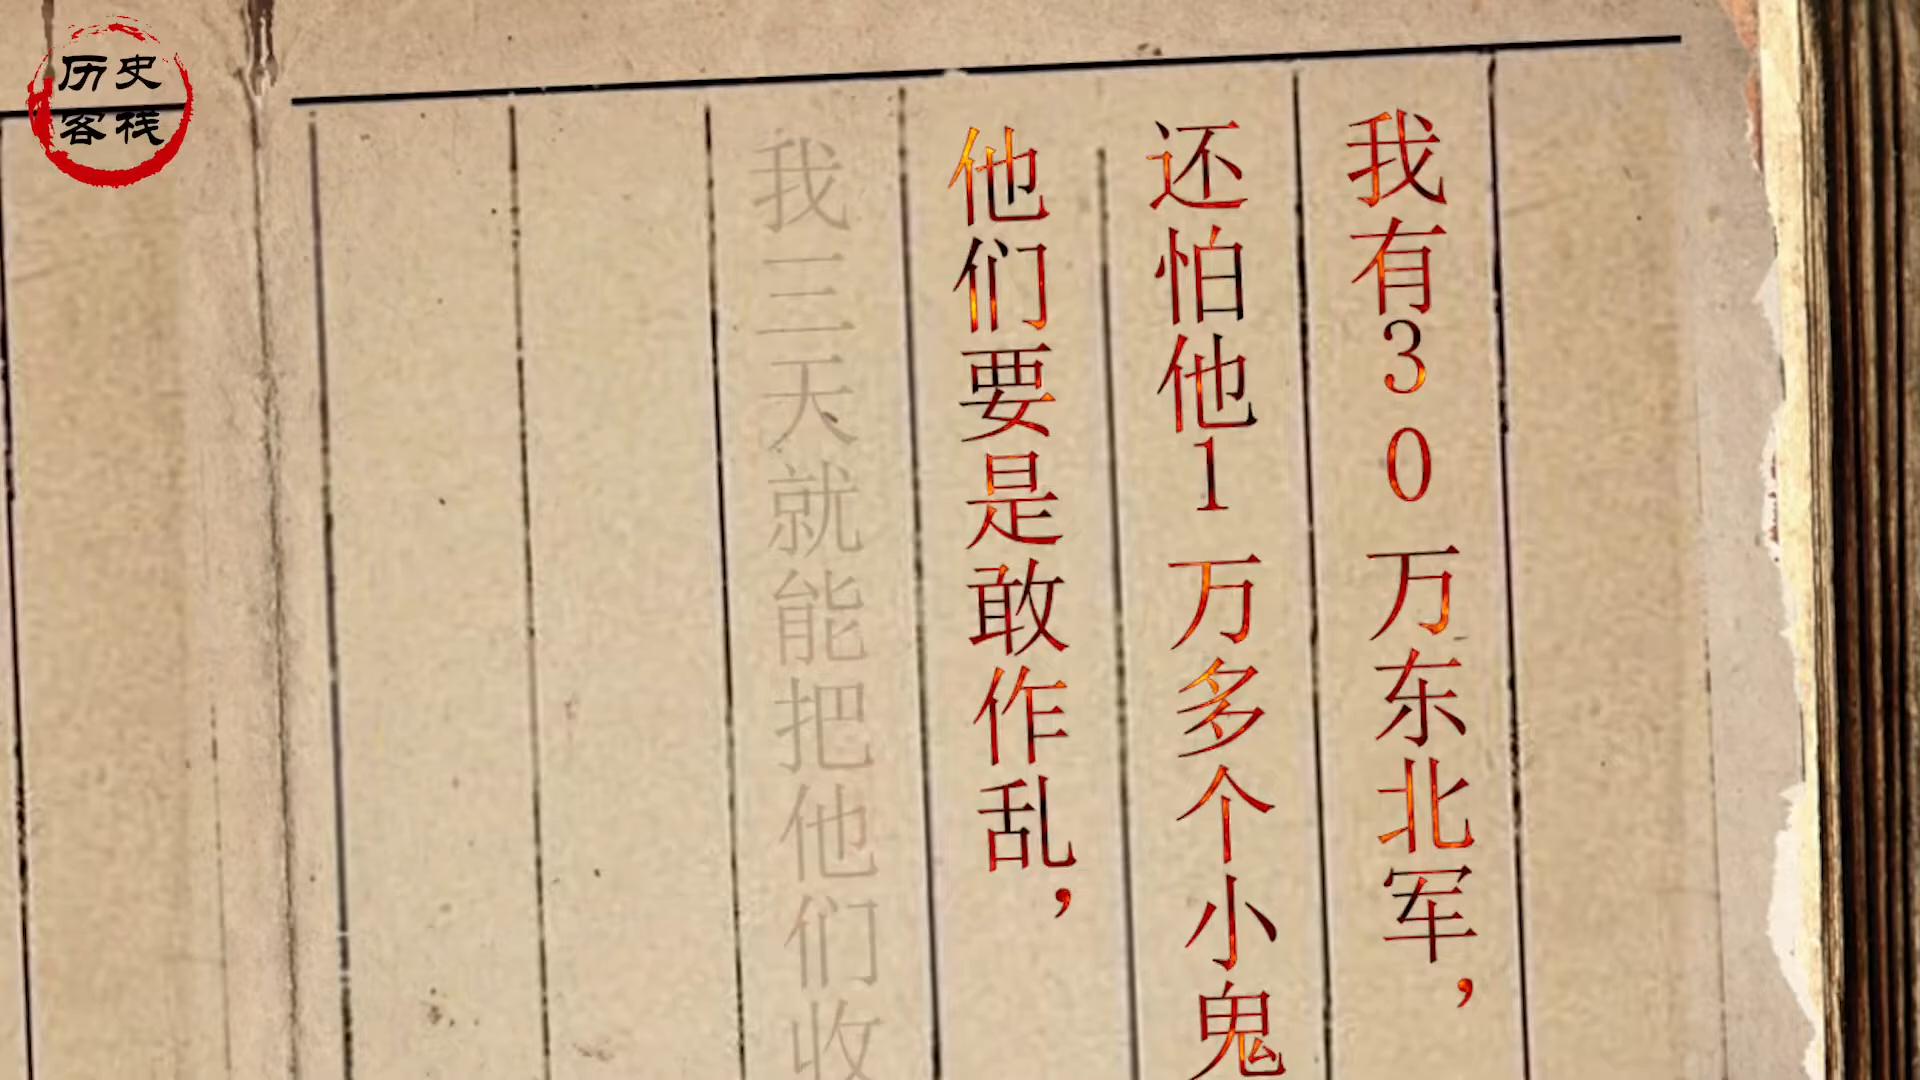 历史
客栈
我有30万东北军，
还怕他1万多个小鬼
他们要是敢作乱，
我三天就能把他们收